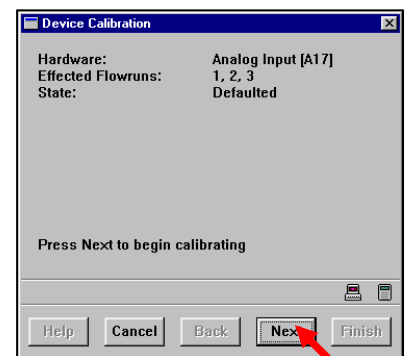 Device Calibration
Hardware: Analog Input [A17]
Effected Flowruns: 1, 2, 3
State: Defaulted
Press Next to begin calibrating
Help Cancel Back Next Finish